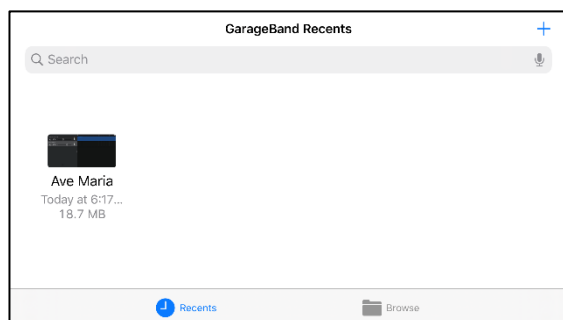 GarageBand Recents
Search
Ave Maria
Today at 6:17...
18.7 MB
Recents
Browse